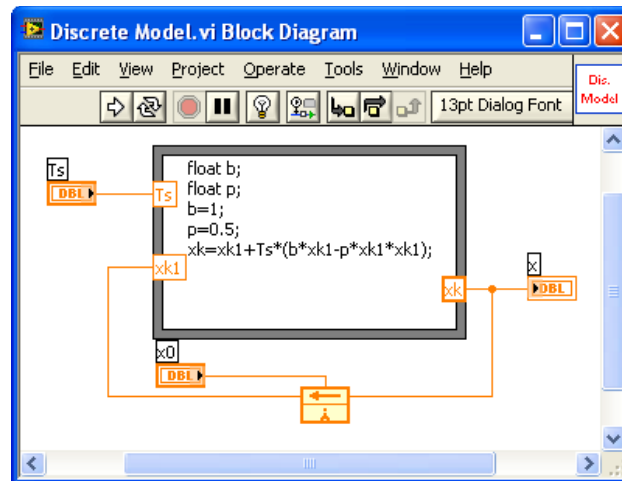 Discrete Model.vi Block Diagram
File Edit View Project Operate Tools Window Help
Dis.
Model
13pt Dialog Font
Ts
DBL
Ts
float b;
float p;
b=1;
p=0.5;
xk=xk1+Ts*(b*xk1-p*xk1*xk1);
xk1
xk
x
DBL
x0
DBL